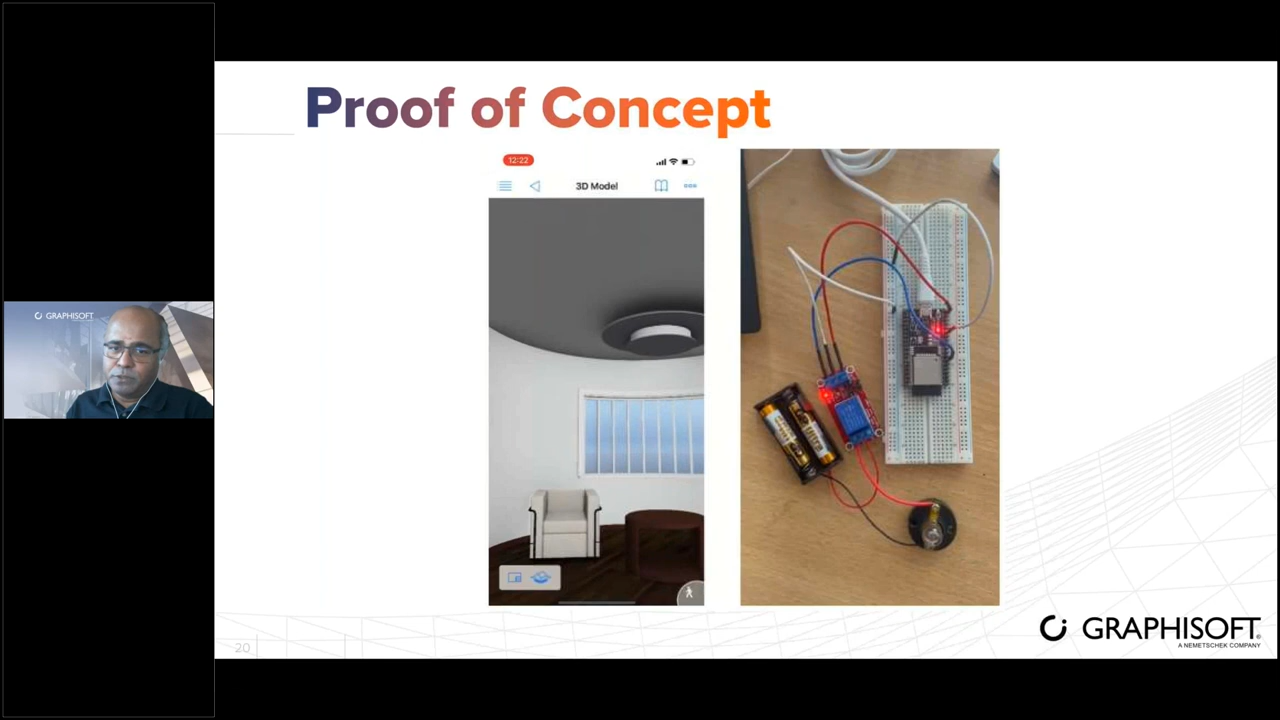 Proof of Concept
12:22
3D Model
GRAPHISOFT
20
GRAPHISOFT
A NEMETSCHEK COMPANY